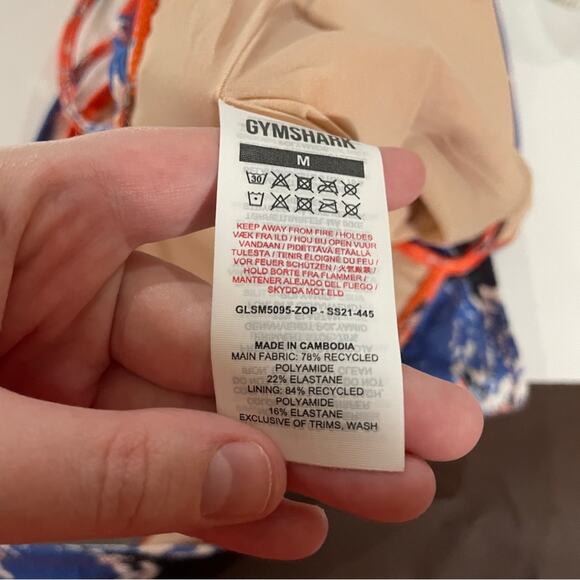 GYMSHARK
M
30
KEEP AWAY FROM FIRE / HOLDES
VÆK FRA ILD / HOU BIJ OPEN VUUR
VANDAAN / PIDETTÄVÄ ETÄÄLLÄ
TULESTA / TENIR ÉLOIGNÉ DU FEU /
VOR FEUER SCHÜTZEN / 火気厳禁 /
HOLD BORTE FRA FLAMMER /
MANTENER ALEJADO DEL FUEGO /
SKYDDA MOT ELD
GLSM5095-ZOP - SS21-445
MADE IN CAMBODIA
MAIN FABRIC: 78% RECYCLED
POLYAMIDE
22% ELASTANE
LINING: 84% RECYCLED
POLYAMIDE
16% ELASTANE
EXCLUSIVE OF TRIMS, WASH